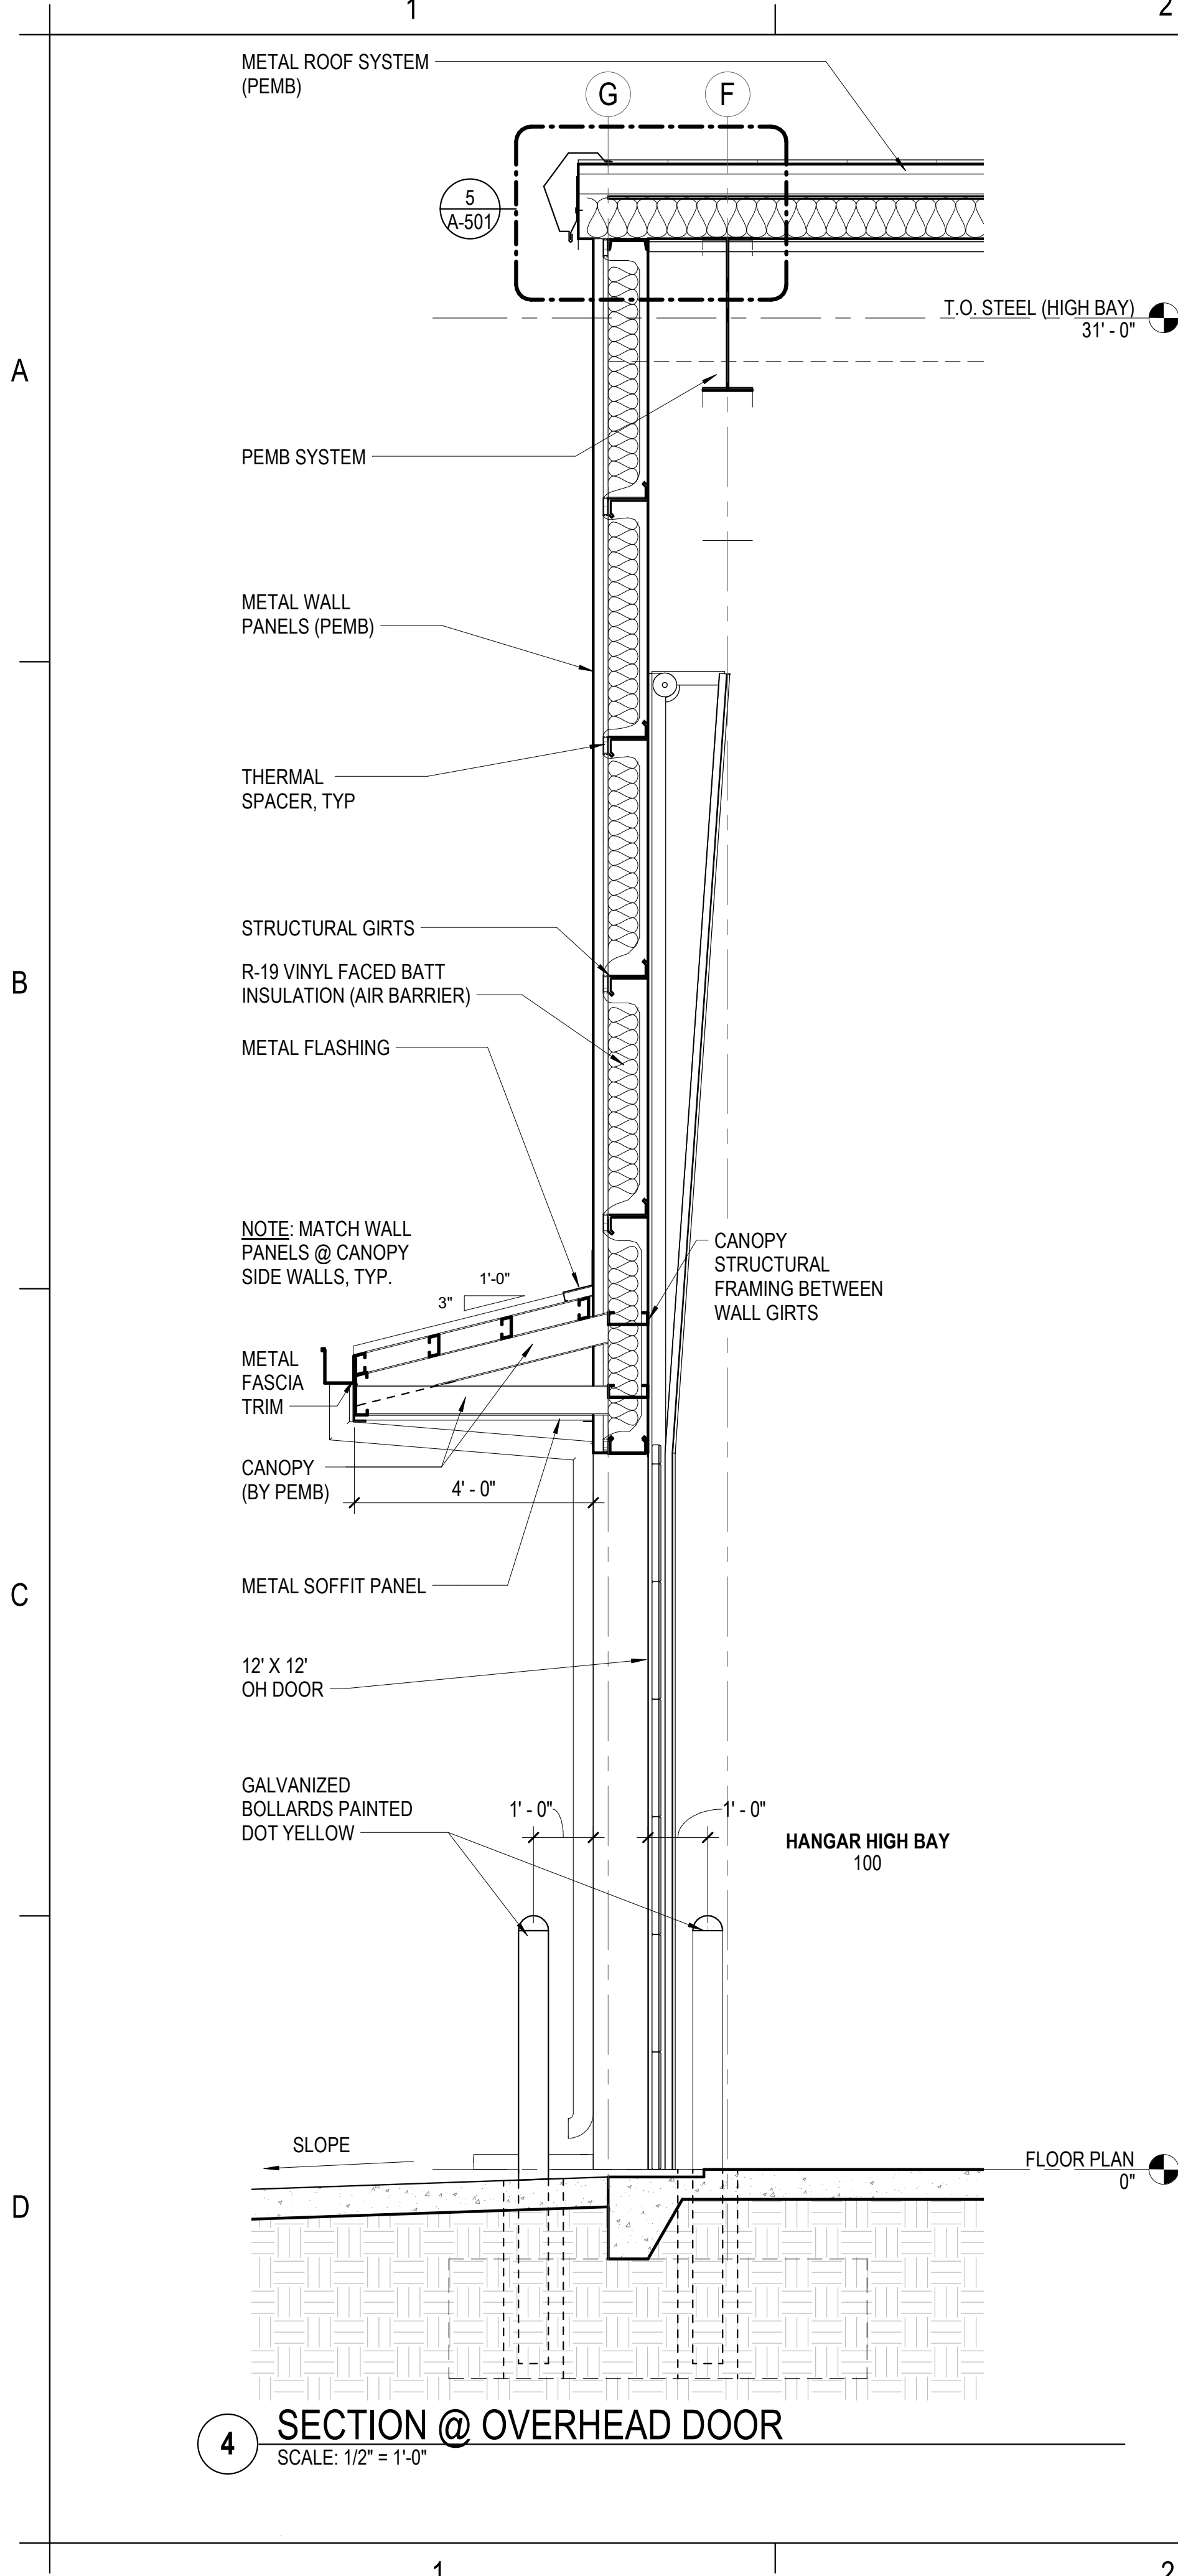 1
2
METAL ROOF SYSTEM
(PEMB)
G
F
5
A-501
T.O. STEEL (HIGH BAY)
31' - 0"
A
PEMB SYSTEM
METAL WALL
PANELS (PEMB)
THERMAL
SPACER, TYP
STRUCTURAL GIRTS
R-19 VINYL FACED BATT
INSULATION (AIR BARRIER)
B
METAL FLASHING
NOTE: MATCH WALL
PANELS @ CANOPY
SIDE WALLS, TYP.
1'-0"
3"
CANOPY
STRUCTURAL
FRAMING BETWEEN
WALL GIRTS
METAL
FASCIA
TRIM
CANOPY
(BY PEMB)
4' - 0"
METAL SOFFIT PANEL
C
12' X 12'
OH DOOR
GALVANIZED
BOLLARDS PAINTED
DOT YELLOW
1' - 0"
1' - 0"
HANGAR HIGH BAY
100
SLOPE
FLOOR PLAN
0"
D
4
SECTION @ OVERHEAD DOOR
SCALE: 1/2" = 1'-0"
1
2